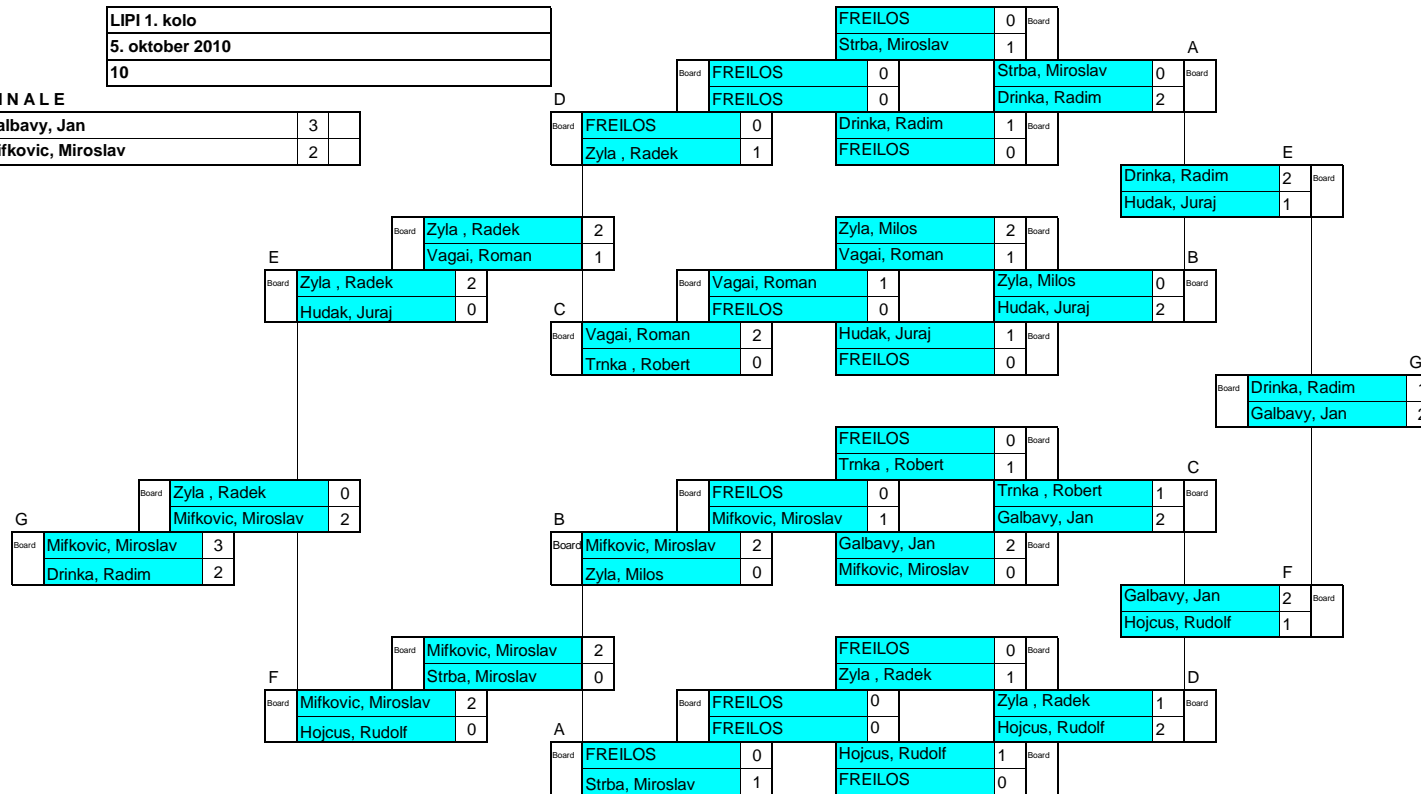 LIPI 1. kolo
5. oktober 2010
10
N A L E
albavy, Jan 3
ifkovic, Miroslav 2
FREILOS 0 Board
Strba, Miroslav 1
A
Board FREILOS 0
FREILOS 0
Strba, Miroslav 0 Board
Drinka, Radim 2
D
Board FREILOS 0
Zyla , Radek 1
Drinka, Radim 1 Board
FREILOS 0
E
Drinka, Radim 2 Board
Hudak, Juraj 1
Board Zyla , Radek 2
Vagai, Roman 1
Zyla, Milos 2 Board
Vagai, Roman 1
E
Board Zyla , Radek 2
Hudak, Juraj 0
Board Vagai, Roman 1
FREILOS 0
B
Zyla, Milos 0 Board
Hudak, Juraj 2
C
Board Vagai, Roman 2
Trnka , Robert 0
Hudak, Juraj 1 Board
FREILOS 0
G
Board Drinka, Radim 1
Galbavy, Jan 2
FREILOS 0 Board
Trnka , Robert 1
C
Board Zyla , Radek 0
Mifkovic, Miroslav 2
Board FREILOS 0
Mifkovic, Miroslav 1
Trnka , Robert 1 Board
Galbavy, Jan 2
G
Board Mifkovic, Miroslav 3
Drinka, Radim 2
B
Board Mifkovic, Miroslav 2
Zyla, Milos 0
Galbavy, Jan 2 Board
Mifkovic, Miroslav 0
F
Galbavy, Jan 2 Board
Hojcus, Rudolf 1
Board Mifkovic, Miroslav 2
Strba, Miroslav 0
FREILOS 0 Board
Zyla , Radek 1
F
Board Mifkovic, Miroslav 2
Hojcus, Rudolf 0
Board FREILOS 0
FREILOS 0
D
Zyla , Radek 1 Board
Hojcus, Rudolf 2
A
Board FREILOS 0
Strba, Miroslav 1
Hojcus, Rudolf 1 Board
FREILOS 0